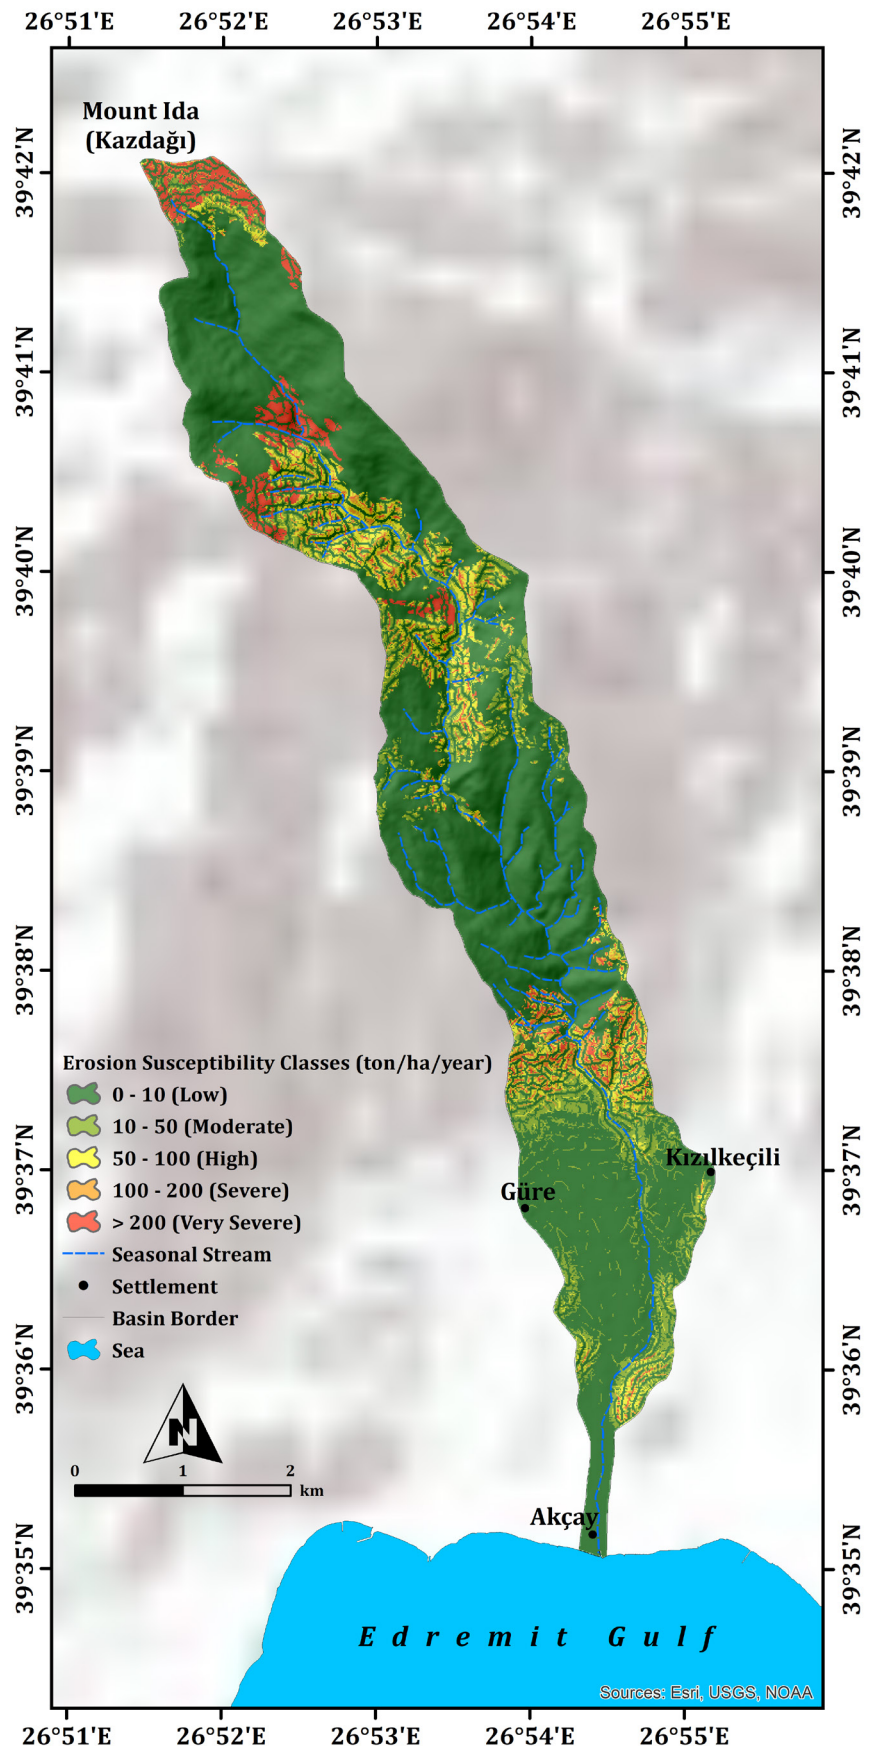 26°51'E 26°52'E 26°53'E 26°54'E 26°55'E
Mount Ida
(Kazdağı)
39°42'N 39°42'N
39°41'N 39°41'N
39°40'N 39°40'N
39°39'N 39°39'N
39°38'N 39°38'N
Erosion Susceptibility Classes (ton/ha/year)
0 - 10 (Low)
10 - 50 (Moderate)
50 - 100 (High)
100 - 200 (Severe)
> 200 (Very Severe)
Seasonal Stream
Settlement
Basin Border
Sea
39°37'N 39°37'N
Kızılkeçili
Güre
39°36'N 39°36'N
N
0 1 2
km
Akçay
39°35'N 39°35'N
Edremit Gulf
Sources: Esri, USGS, NOAA
26°51'E 26°52'E 26°53'E 26°54'E 26°55'E